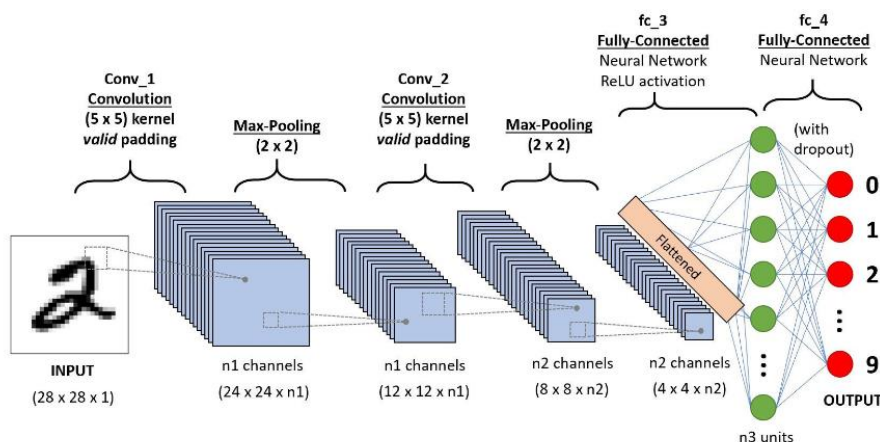 Conv_1
Convolution
(5 x 5) kernel
valid padding
Max-Pooling
(2 x 2)
Conv_2
Convolution
(5 x 5) kernel
valid padding
Max-Pooling
(2 x 2)
fc_3
Fully-Connected
Neural Network
ReLU activation
fc_4
Fully-Connected
Neural Network
(with
dropout)
Flattened
0
1
2
9
OUTPUT
2
INPUT
(28 x 28 x 1)
n1 channels
(24 x 24 x n1)
n1 channels
(12 x 12 x n1)
n2 channels
(8 x 8 x n2)
n2 channels
(4 x 4 x n2)
n3 units